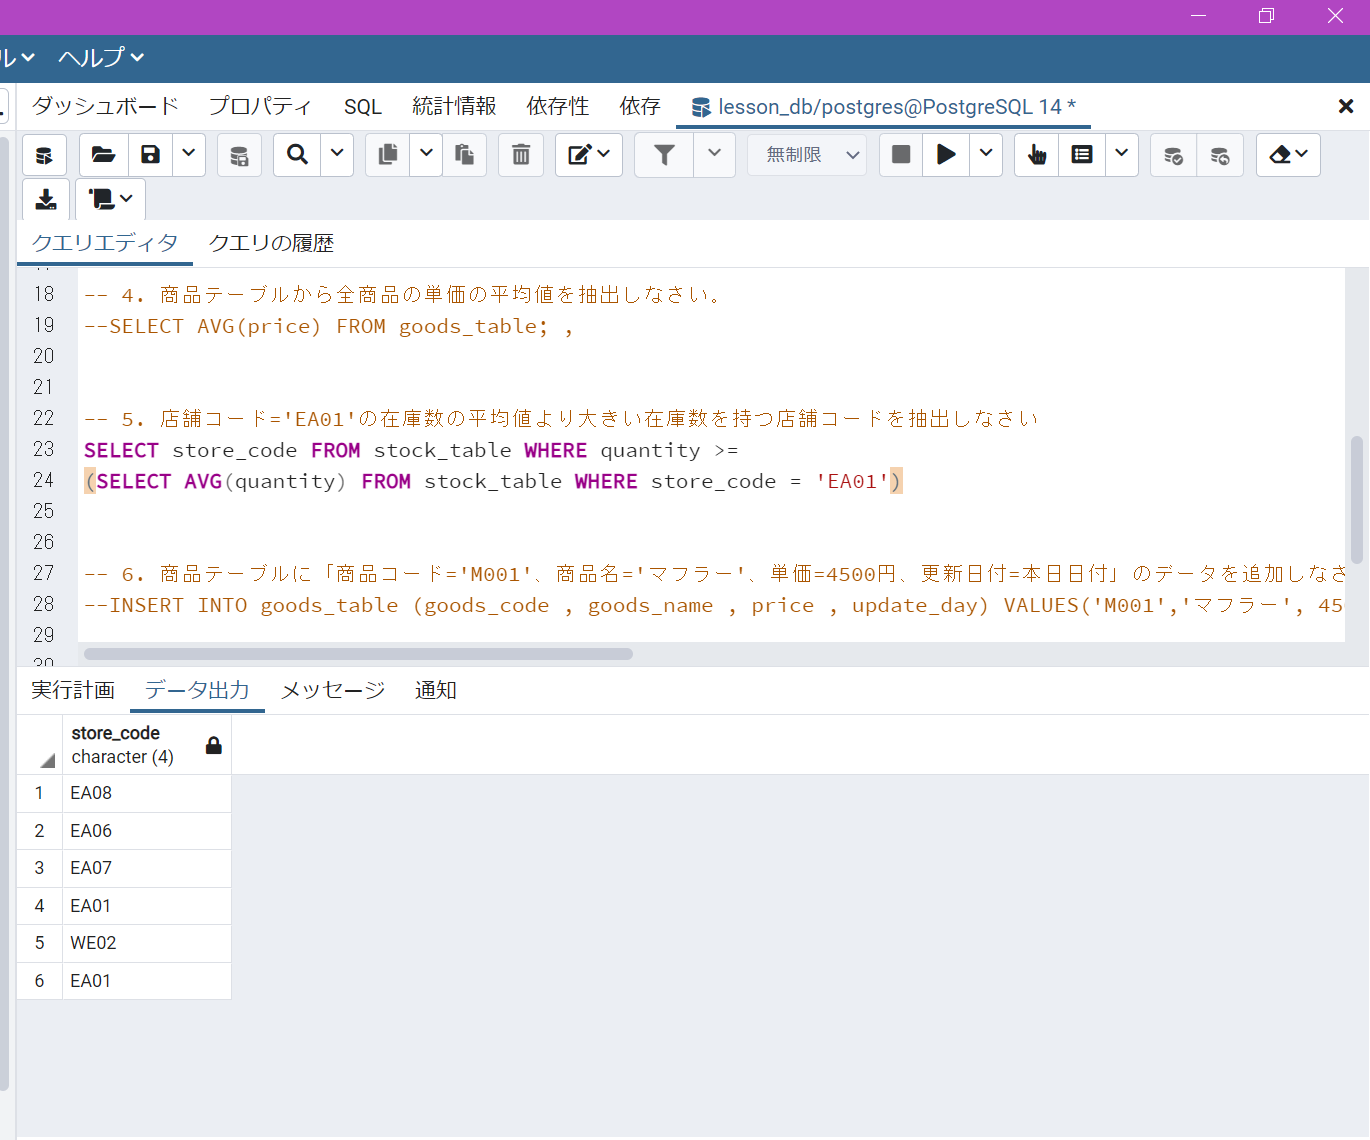 ル ヘルプ
ダッシュボード プロパティ SQL 統計情報 依存性 依存 lesson_db/postgres@PostgreSQL 14 *
無制限
クエリエディタ クエリの履歴
18 -- 4. 商品テーブルから全商品の単価の平均値を抽出しなさい。
19 --SELECT AVG(price) FROM goods_table; ,
20
21
22 -- 5. 店舗コード='EA01'の在庫数の平均値より大きい在庫数を持つ店舗コードを抽出しなさい
23 SELECT store_code FROM stock_table WHERE quantity >=
24 (SELECT AVG(quantity) FROM stock_table WHERE store_code = 'EA01')
25
26
27 -- 6. 商品テーブルに「商品コード='M001'、商品名='マフラー'、単価=4500円、更新日付=本日日付」のデータを追加しなさ
28 --INSERT INTO goods_table (goods_code , goods_name , price , update_day) VALUES('M001','マフラー', 45
29
30
実行計画 データ出力 メッセージ 通知
store_code
character (4)
1 EA08
2 EA06
3 EA07
4 EA01
5 WE02
6 EA01